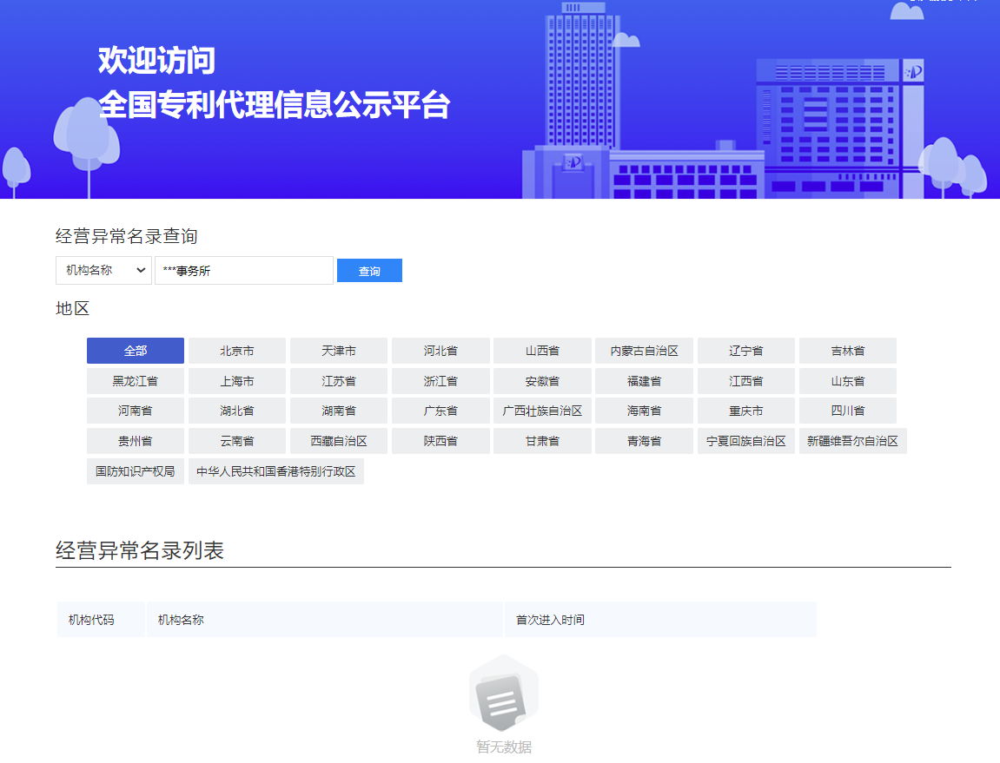 欢迎访问
全国专利代理信息公示平台
经营异常名录查询
机构名称 ***事务所 查询
地区
全部 北京市 天津市 河北省 山西省 内蒙古自治区 辽宁省 吉林省
黑龙江省 上海市 江苏省 浙江省 安徽省 福建省 江西省 山东省
河南省 湖北省 湖南省 广东省 广西壮族自治区 海南省 重庆市 四川省
贵州省 云南省 西藏自治区 陕西省 甘肃省 青海省 宁夏回族自治区 新疆维吾尔自治区
国防知识产权局 中华人民共和国香港特别行政区
经营异常名录列表
机构代码 机构名称 首次进入时间
暂无数据